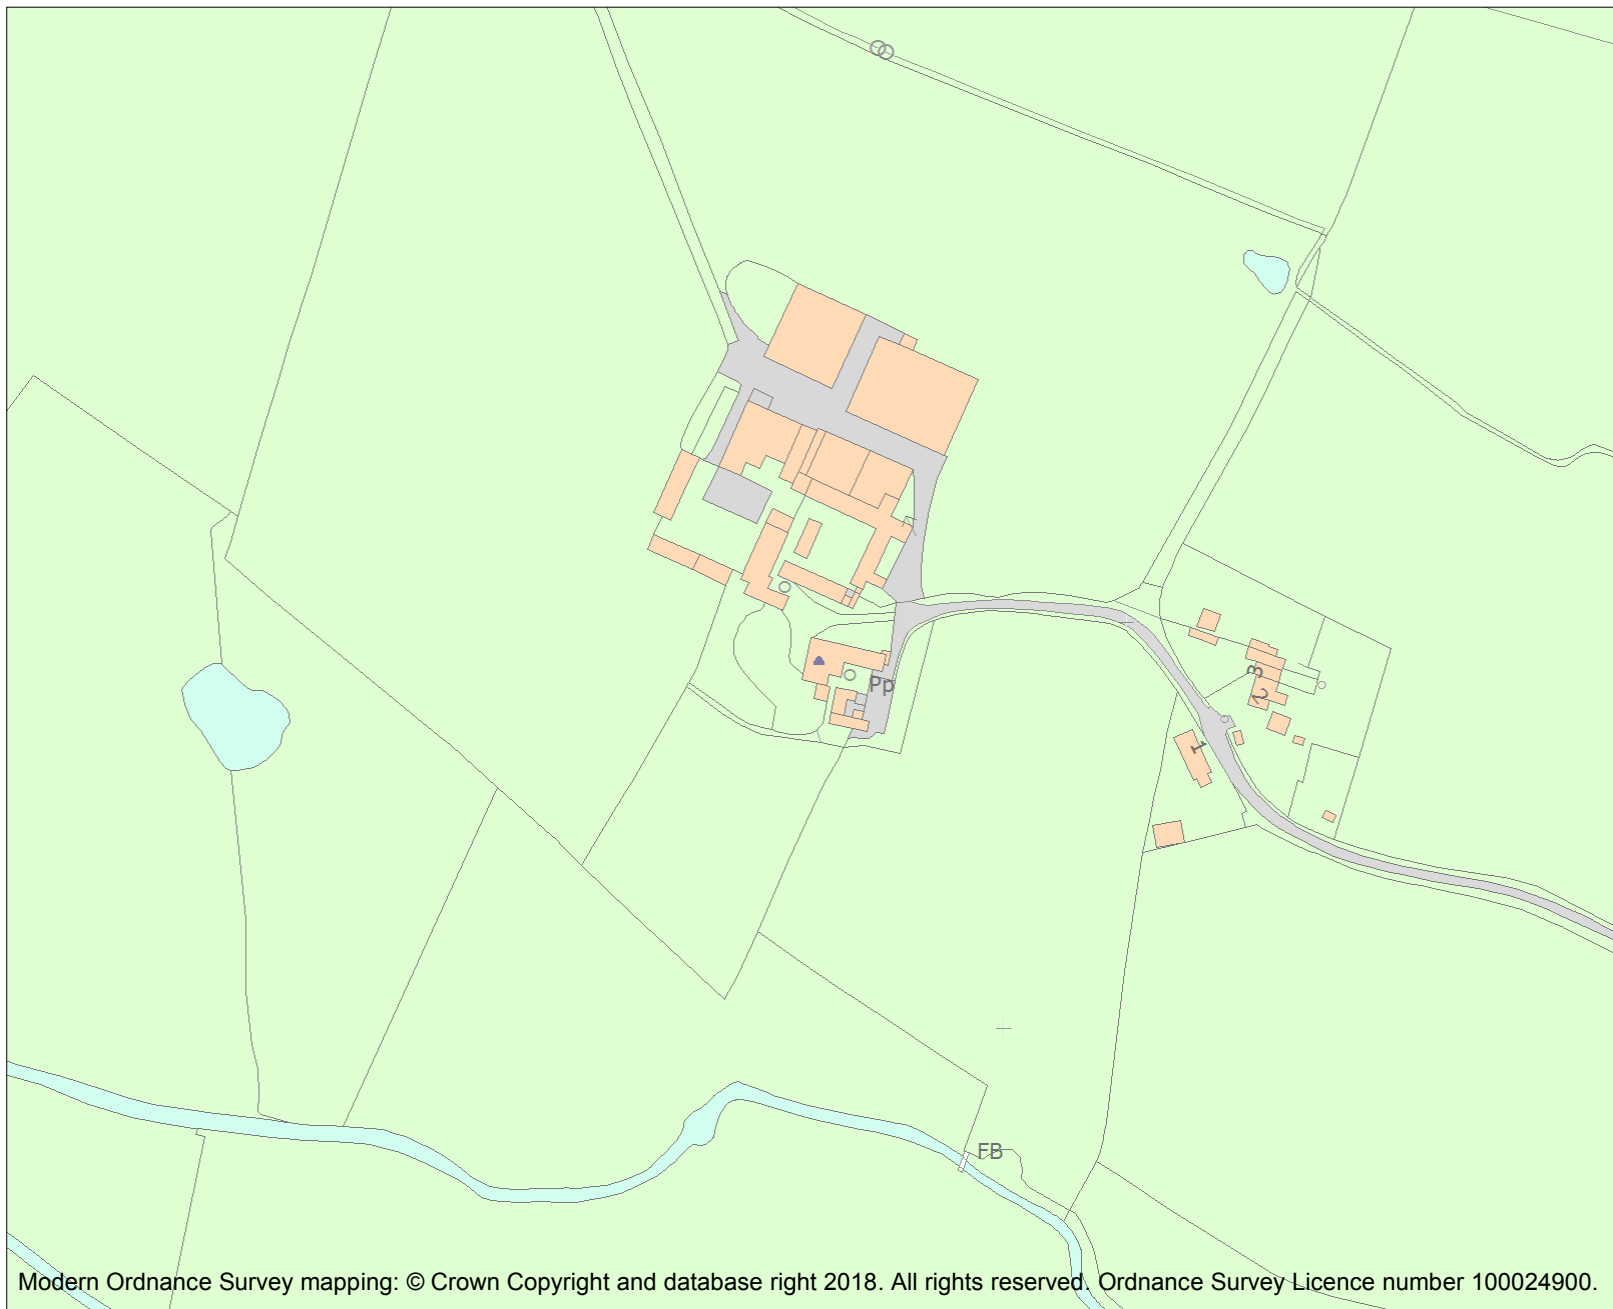 3
Pp
2
1
FB
Modern Ordnance Survey mapping: © Crown Copyright and database right 2018. All rights reserved. Ordnance Survey Licence number 100024900.